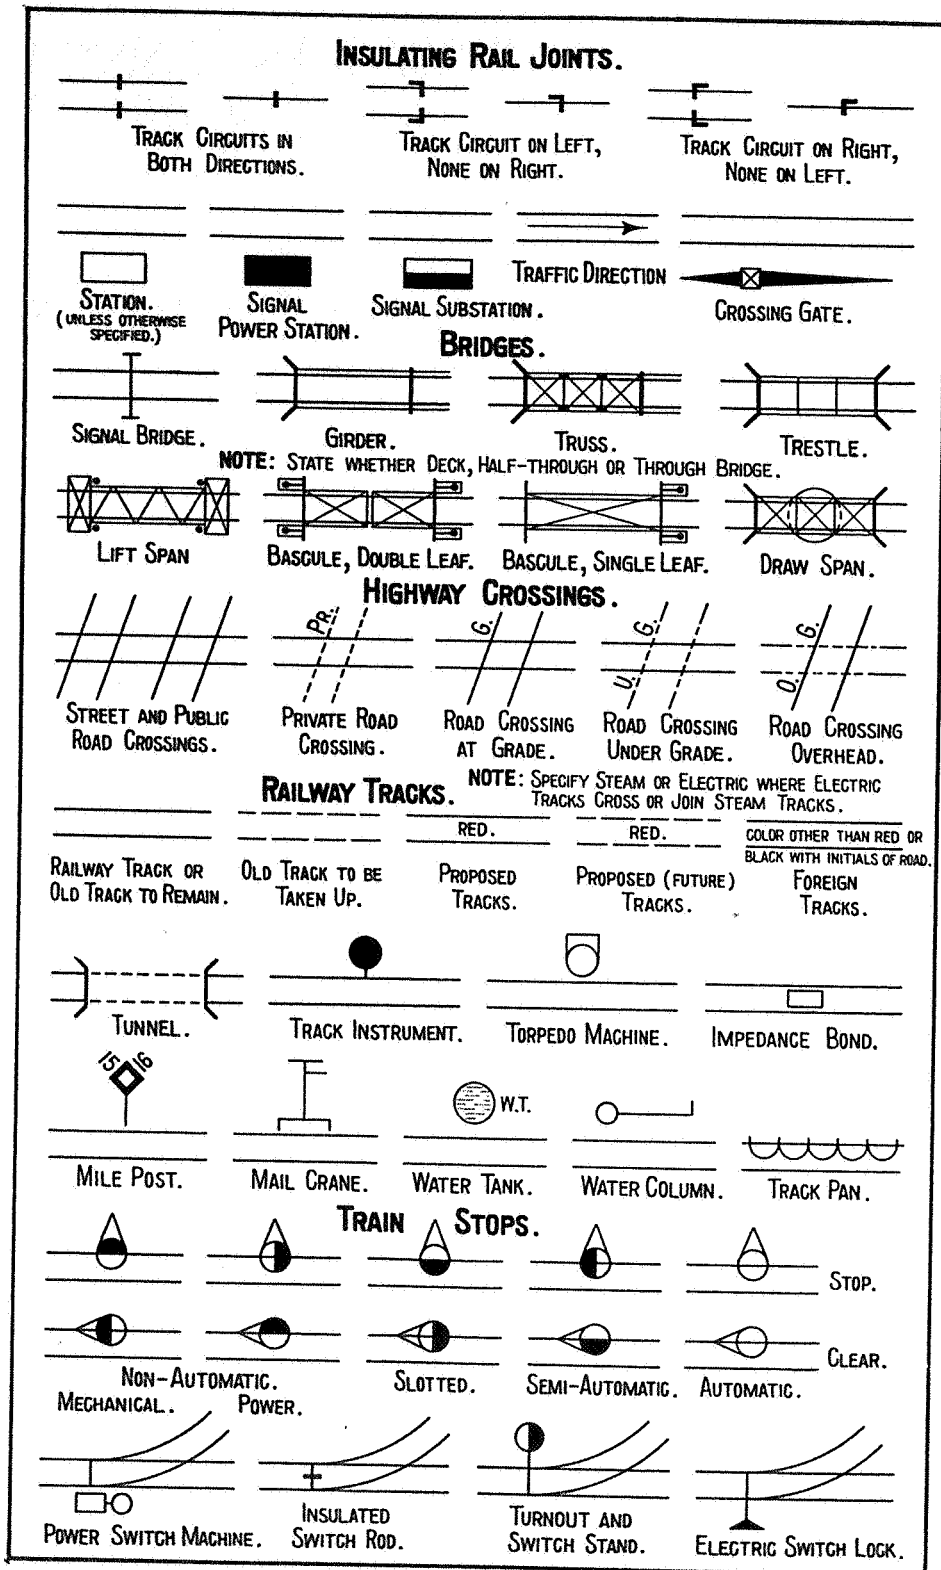 INSULATING RAIL JOINTS.
TRACK CIRCUITS IN
BOTH DIRECTIONS.
TRACK CIRCUIT ON LEFT,
NONE ON RIGHT.
TRACK CIRCUIT ON RIGHT,
NONE ON LEFT.
STATION.
(UNLESS OTHERWISE
SPECIFIED.)
SIGNAL
POWER STATION.
SIGNAL SUBSTATION.
TRAFFIC DIRECTION
CROSSING GATE.
BRIDGES.
SIGNAL BRIDGE.
GIRDER.
TRUSS.
TRESTLE.
NOTE: STATE WHETHER DECK, HALF-THROUGH OR THROUGH BRIDGE.
LIFT SPAN
BASCULE, DOUBLE LEAF.
BASCULE, SINGLE LEAF.
DRAW SPAN.
HIGHWAY CROSSINGS.
PR.
G.
U.
G.
O.
G.
STREET AND PUBLIC
ROAD CROSSINGS.
PRIVATE ROAD
CROSSING.
ROAD CROSSING
AT GRADE.
ROAD CROSSING
UNDER GRADE.
ROAD CROSSING
OVERHEAD.
RAILWAY TRACKS.
NOTE: SPECIFY STEAM OR ELECTRIC WHERE ELECTRIC
TRACKS CROSS OR JOIN STEAM TRACKS.
RED.
RED.
COLOR OTHER THAN RED OR
BLACK WITH INITIALS OF ROAD.
RAILWAY TRACK OR
OLD TRACK TO REMAIN.
OLD TRACK TO BE
TAKEN UP.
PROPOSED
TRACKS.
PROPOSED (FUTURE)
TRACKS.
FOREIGN
TRACKS.
TUNNEL.
TRACK INSTRUMENT.
TORPEDO MACHINE.
IMPEDANCE BOND.
15 16
W.T.
MILE POST.
MAIL CRANE.
WATER TANK.
WATER COLUMN.
TRACK PAN.
TRAIN STOPS.
STOP.
CLEAR.
NON-AUTOMATIC.
MECHANICAL. POWER.
SLOTTED.
SEMI-AUTOMATIC.
AUTOMATIC.
POWER SWITCH MACHINE.
INSULATED
SWITCH ROD.
TURNOUT AND
SWITCH STAND.
ELECTRIC SWITCH LOCK.